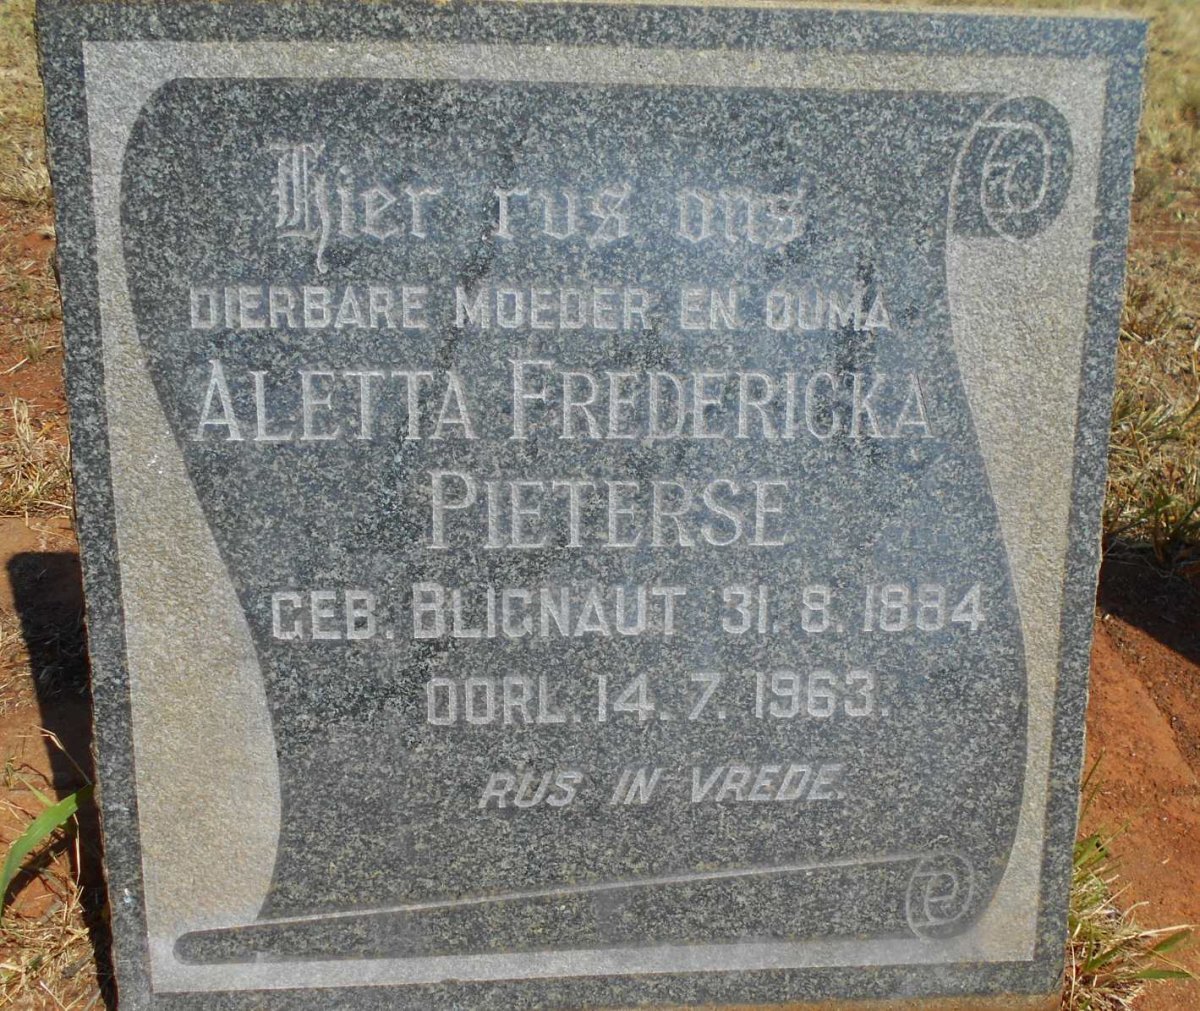 Hier rus ons
DIERBARE MOEDER EN OUMA
ALETTA FREDERICKA
PIETERSE
GEB. BLIGNAUT 31.8.1884
OORL. 14.7.1963.
RUS IN VREDE.